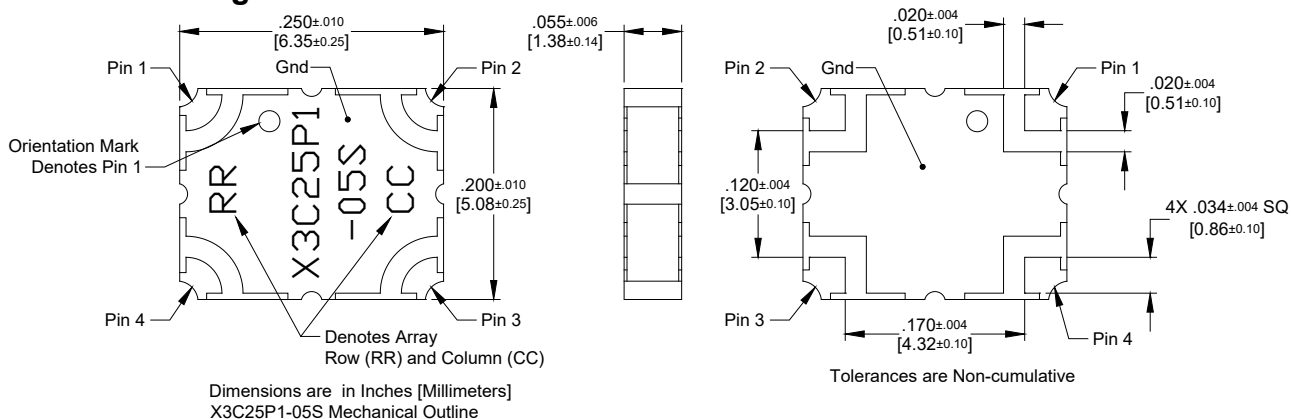 .250±.010
[6.35±0.25]
.055±.006
[1.38±0.14]
.020±.004
[0.51±0.10]
Pin 1
Gnd
Pin 2
Pin 2
Gnd
Pin 1
.020±.004
[0.51±0.10]
Orientation Mark
Denotes Pin 1
RR
X3C25P1
-05S
CC
.200±.010
[5.08±0.25]
.120±.004
[3.05±0.10]
4X .034±.004 SQ
[0.86±0.10]
Pin 4
Pin 3
Pin 3
Pin 4
.170±.004
[4.32±0.10]
Denotes Array
Row (RR) and Column (CC)
Tolerances are Non-cumulative
Dimensions are in Inches [Millimeters]
X3C25P1-05S Mechanical Outline